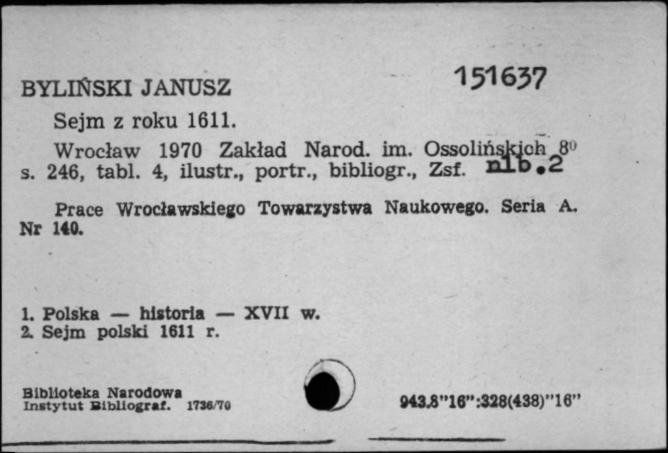 151637
BYLIŃSKI JANUSZ
Sejm z roku 1611.
Wrocław 1970 Zakład Narod. im. Ossolińskich 8⁰
s. 246, tabl. 4, ilustr., portr., bibliogr., Zsf. nlb.2
Prace Wrocławskiego Towarzystwa Naukowego. Seria A.
Nr 140.
1. Polska — historia — XVII w.
2. Sejm polski 1611 r.
Biblioteka Narodowa
Instytut Bibliograf. 1736/70
943.8"16":328(438)"16"